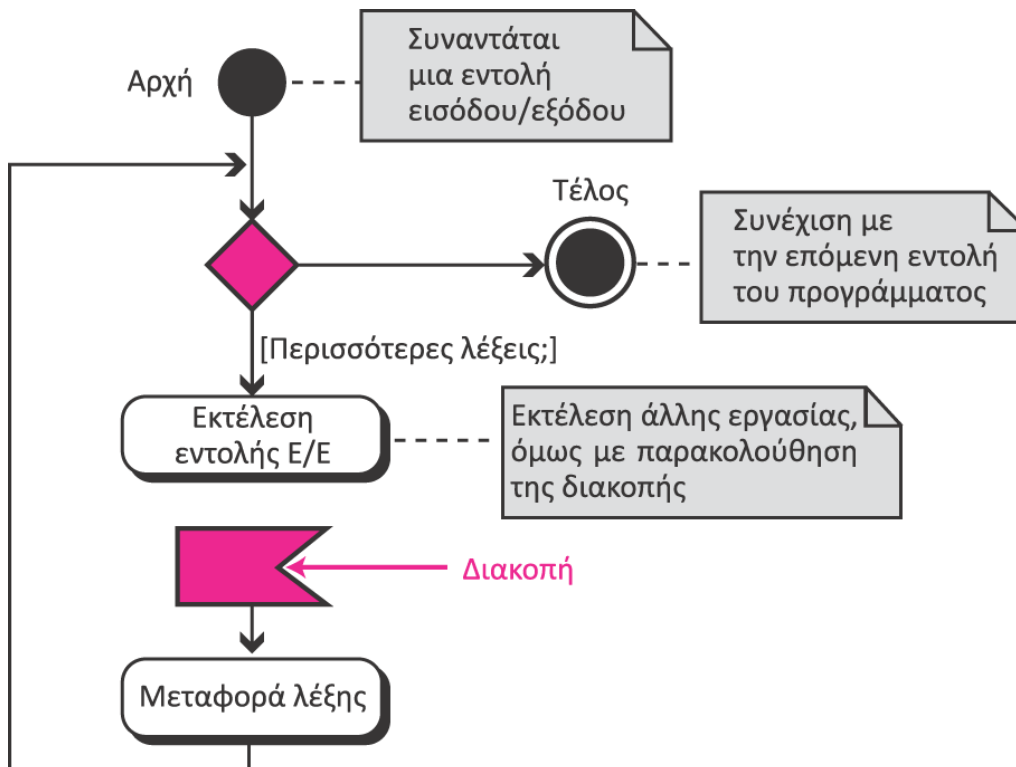 Αρχή
Συναντάται
μια εντολή
εισόδου/εξόδου
Τέλος
Συνέχιση με
την επόμενη εντολή
του προγράμματος
[Περισσότερες λέξεις;]
Εκτέλεση
εντολής Ε/Ε
Εκτέλεση άλλης εργασίας,
όμως με παρακολούθηση
της διακοπής
Διακοπή
Μεταφορά λέξης